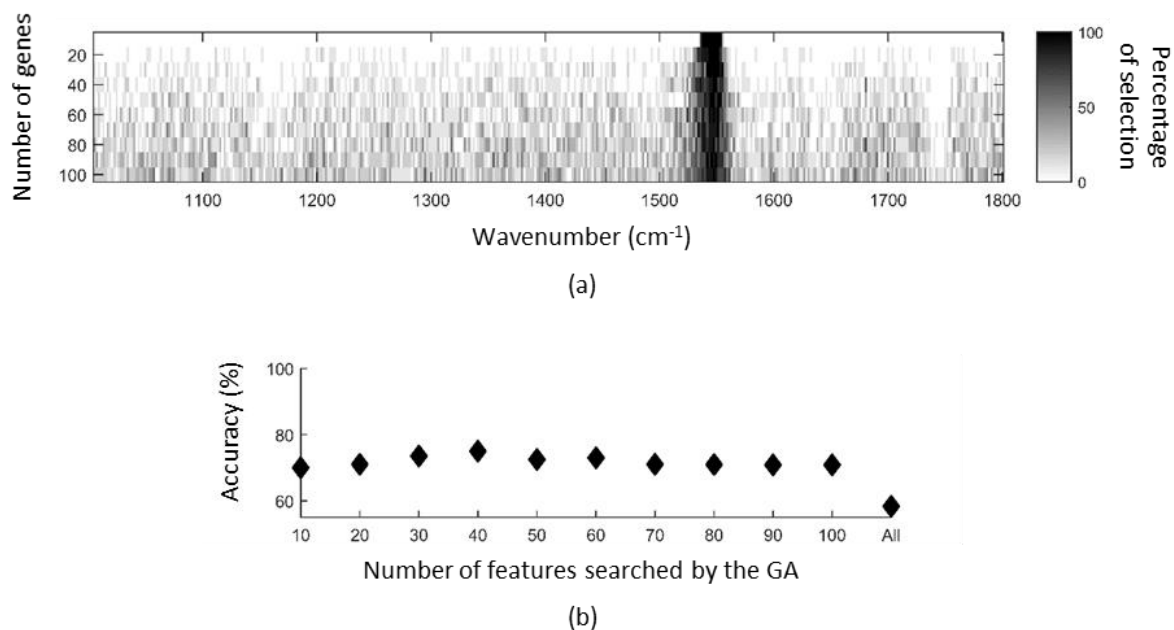 Number of genes
20
40
60
80
100
1100 1200 1300 1400 1500 1600 1700 1800
Wavenumber (cm-1)
100
50
0
Percentage
of selection
(a)
Accuracy (%)
100
80
60
10 20 30 40 50 60 70 80 90 100 All
Number of features searched by the GA
(b)